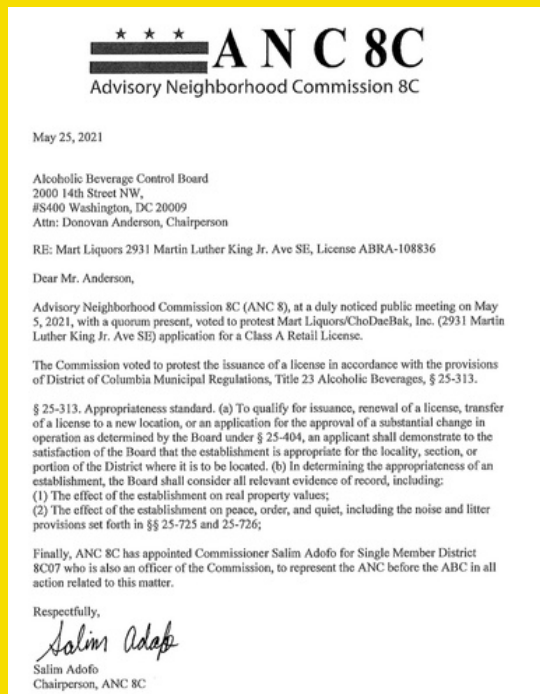 ANC 8C
Advisory Neighborhood Commission 8C
May 25, 2021
Alcoholic Beverage Control Board
2000 14th Street NW,
#S400 Washington, DC 20009
Attn: Donovan Anderson, Chairperson
RE: Mart Liquors 2931 Martin Luther King Jr. Ave SE, License ABRA-108836
Dear Mr. Anderson,
Advisory Neighborhood Commission 8C (ANC 8), at a duly noticed public meeting on May
5, 2021, with a quorum present, voted to protest Mart Liquors/ChoDaeBak, Inc. (2931 Martin
Luther King Jr. Ave SE) application for a Class A Retail License.
The Commission voted to protest the issuance of a license in accordance with the provisions
of District of Columbia Municipal Regulations, Title 23 Alcoholic Beverages, § 25-313.
§ 25-313. Appropriateness standard. (a) To qualify for issuance, renewal of a license, transfer
of a license to a new location, or an application for the approval of a substantial change in
operation as determined by the Board under § 25-404, an applicant shall demonstrate to the
satisfaction of the Board that the establishment is appropriate for the locality, section, or
portion of the District where it is to be located. (b) In determining the appropriateness of an
establishment, the Board shall consider all relevant evidence of record, including:
(1) The effect of the establishment on real property values;
(2) The effect of the establishment on peace, order, and quiet, including the noise and litter
provisions set forth in §§ 25-725 and 25-726;
Finally, ANC 8C has appointed Commissioner Salim Adofo for Single Member District
8C07 who is also an officer of the Commission, to represent the ANC before the ABC in all
action related to this matter.
Respectfully,
Salim Adofo
Salim Adofo
Chairperson, ANC 8C